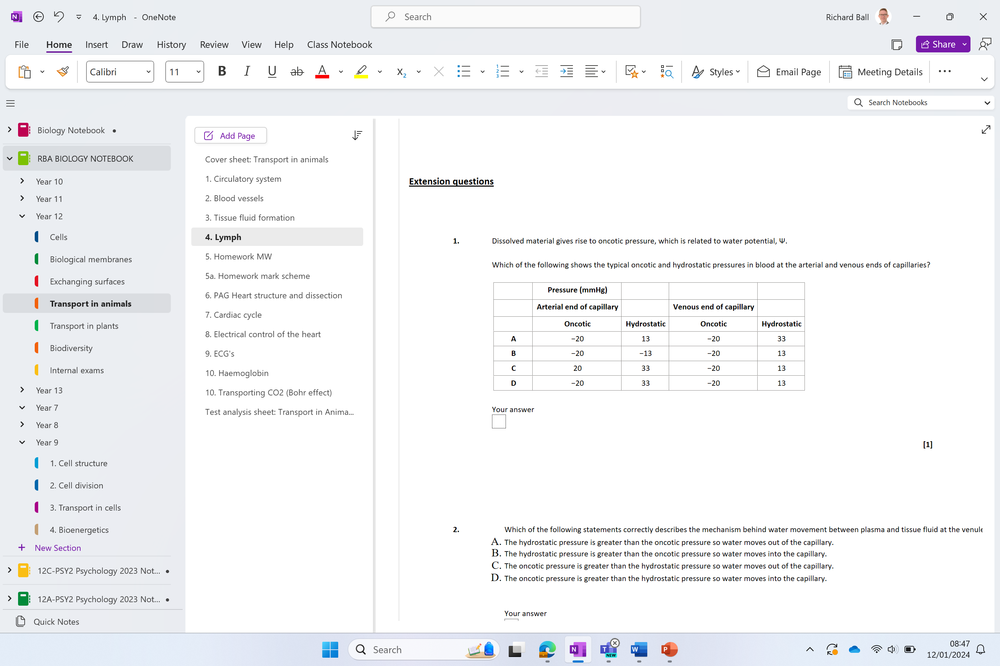 4. Lymph - OneNote
Search
Richard Ball
File Home Insert Draw History Review View Help Class Notebook
Share
Calibri 11 B I U ab A X2 Styles Email Page Meeting Details
Search Notebooks
Biology Notebook
RBA BIOLOGY NOTEBOOK
Year 10
Year 11
Year 12
Cells
Biological membranes
Exchanging surfaces
Transport in animals
Transport in plants
Biodiversity
Internal exams
Year 13
Year 7
Year 8
Year 9
1. Cell structure
2. Cell division
3. Transport in cells
4. Bioenergetics
New Section
12C-PSY2 Psychology 2023 Not...
12A-PSY2 Psychology 2023 Not...
Quick Notes
Add Page
Cover sheet: Transport in animals
1. Circulatory system
2. Blood vessels
3. Tissue fluid formation
4. Lymph
5. Homework MW
5a. Homework mark scheme
6. PAG Heart structure and dissection
7. Cardiac cycle
8. Electrical control of the heart
9. ECG's
10. Haemoglobin
10. Transporting CO2 (Bohr effect)
Test analysis sheet: Transport in Anima...
Extension questions
1. Dissolved material gives rise to oncotic pressure, which is related to water potential, Ψ.
Which of the following shows the typical oncotic and hydrostatic pressures in blood at the arterial and venous ends of capillaries?
Pressure (mmHg)
Arterial end of capillary Venous end of capillary
Oncotic Hydrostatic Oncotic Hydrostatic
A −20 13 −20 33
B −20 −13 −20 13
C 20 33 −20 13
D −20 33 −20 13
Your answer
[1]
2. Which of the following statements correctly describes the mechanism behind water movement between plasma and tissue fluid at the venule
A. The hydrostatic pressure is greater than the oncotic pressure so water moves out of the capillary.
B. The hydrostatic pressure is greater than the oncotic pressure so water moves into the capillary.
C. The oncotic pressure is greater than the hydrostatic pressure so water moves out of the capillary.
D. The oncotic pressure is greater than the hydrostatic pressure so water moves into the capillary.
Your answer
Search
NEW
08:47
12/01/2024